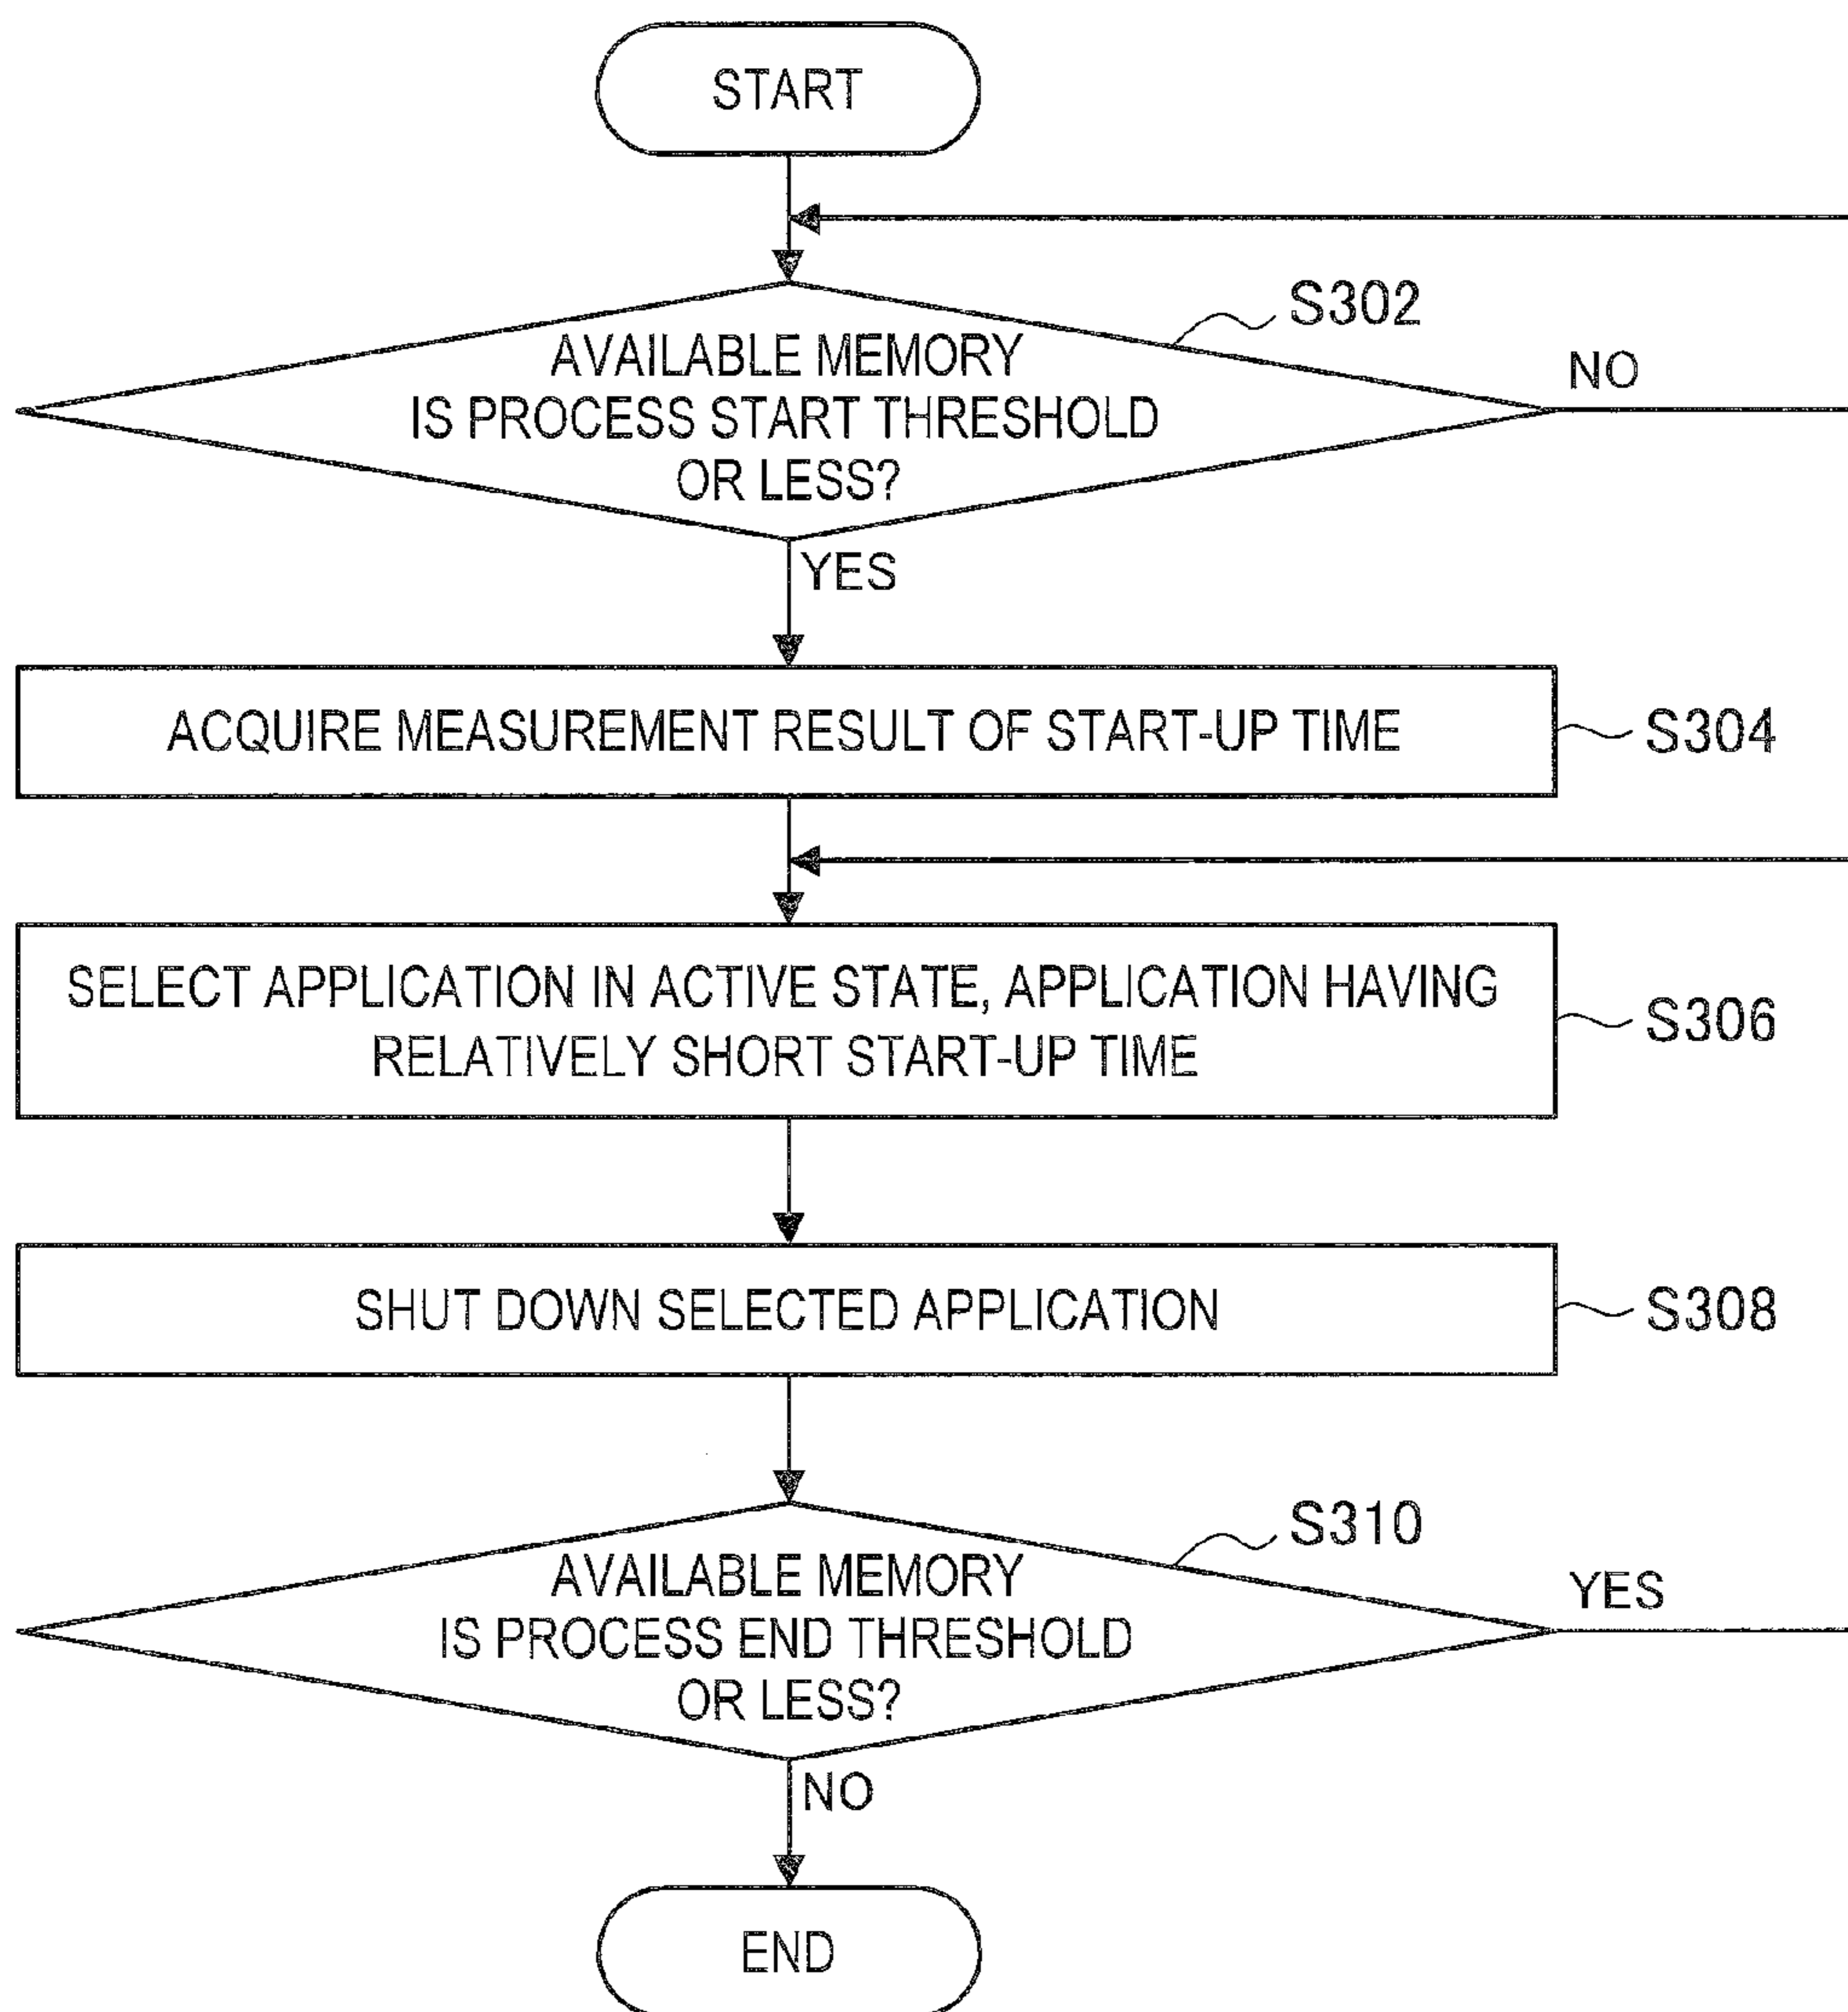 START
S302
AVAILABLE MEMORY
IS PROCESS START THRESHOLD
OR LESS?
NO
YES
ACQUIRE MEASUREMENT RESULT OF START-UP TIME
S304
SELECT APPLICATION IN ACTIVE STATE, APPLICATION HAVING
RELATIVELY SHORT START-UP TIME
S306
SHUT DOWN SELECTED APPLICATION
S308
S310
AVAILABLE MEMORY
IS PROCESS END THRESHOLD
OR LESS?
YES
NO
END